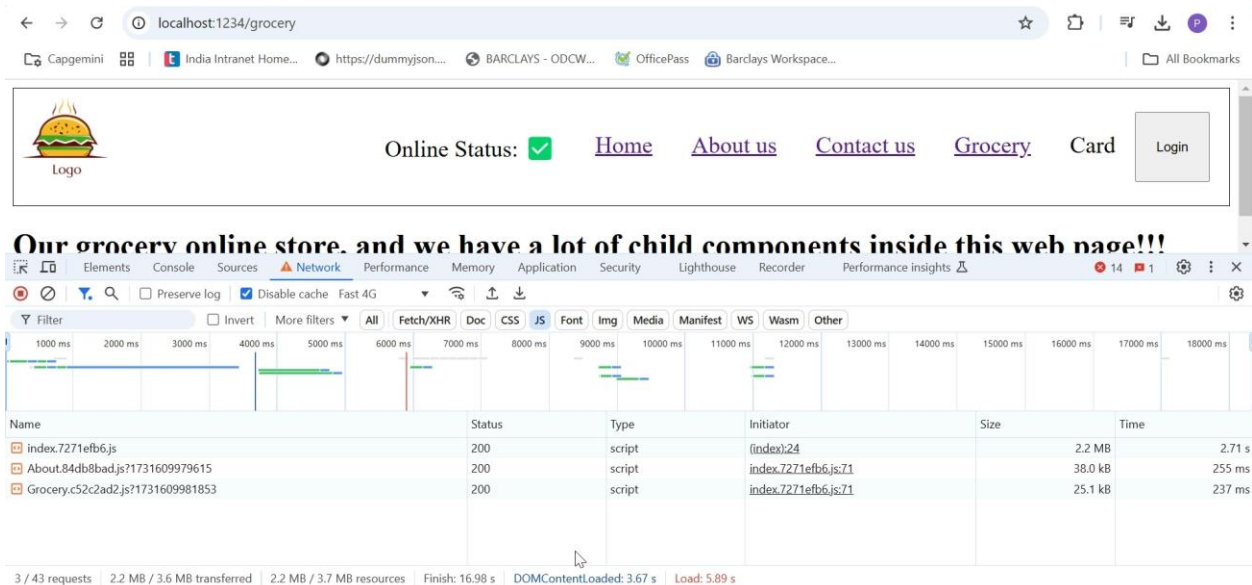 localhost:1234/grocery
P
Capgemini India Intranet Home... https://dummyjson.... BARCLAYS - ODCW... OfficePass Barclays Workspace... All Bookmarks
Logo
Online Status: Home About us Contact us Grocery Card Login
Our grocery online store, and we have a lot of child components inside this web page!!!
Elements Console Sources Network Performance Memory Application Security Lighthouse Recorder Performance insights 14 1
Preserve log Disable cache Fast 4G
Filter Invert More filters All Fetch/XHR Doc CSS JS Font Img Media Manifest WS Wasm Other
1000 ms 2000 ms 3000 ms 4000 ms 5000 ms 6000 ms 7000 ms 8000 ms 9000 ms 10000 ms 11000 ms 12000 ms 13000 ms 14000 ms 15000 ms 16000 ms 17000 ms 18000 ms
Name Status Type Initiator Size Time
index.7271efb6.js 200 script (index):24 2.2 MB 2.71 s
About.84db8bad.js?1731609979615 200 script index.7271efb6.js:71 38.0 kB 255 ms
Grocery.c52c2ad2.js?1731609981853 200 script index.7271efb6.js:71 25.1 kB 237 ms
3 / 43 requests 2.2 MB / 3.6 MB transferred 2.2 MB / 3.7 MB resources Finish: 16.98 s DOMContentLoaded: 3.67 s Load: 5.89 s